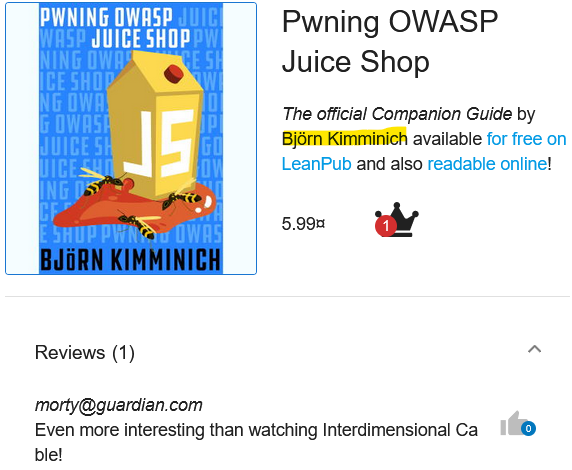 PWNING OWASP JUICE SHOP
JS
BJÖRN KIMMINICH
Pwning OWASP
Juice Shop
The official Companion Guide by
Björn Kimminich available for free on
LeanPub and also readable online!
5.99¤
1
Reviews (1)
morty@guardian.com
Even more interesting than watching Interdimensional Ca
ble!
0